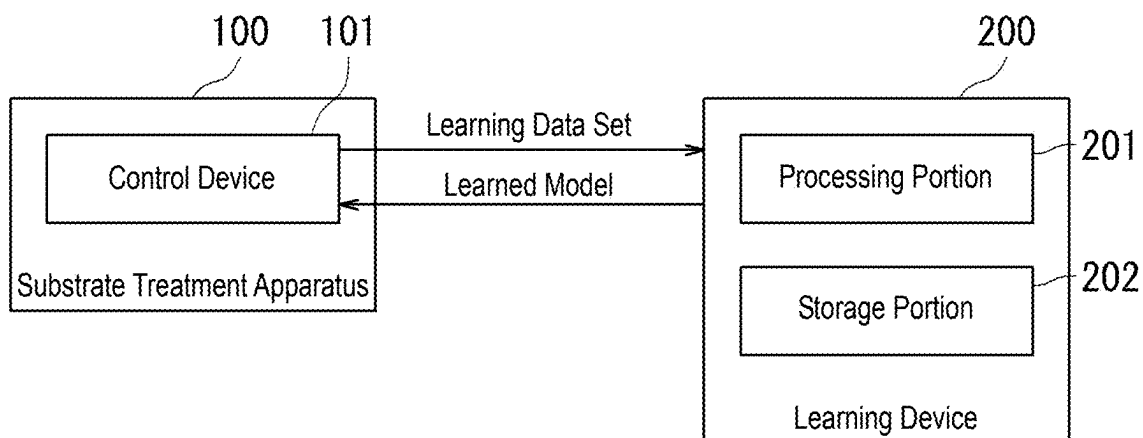 100
101
200
Learning Data Set
Control Device
Learned Model
Substrate Treatment Apparatus
Processing Portion
201
Storage Portion
202
Learning Device